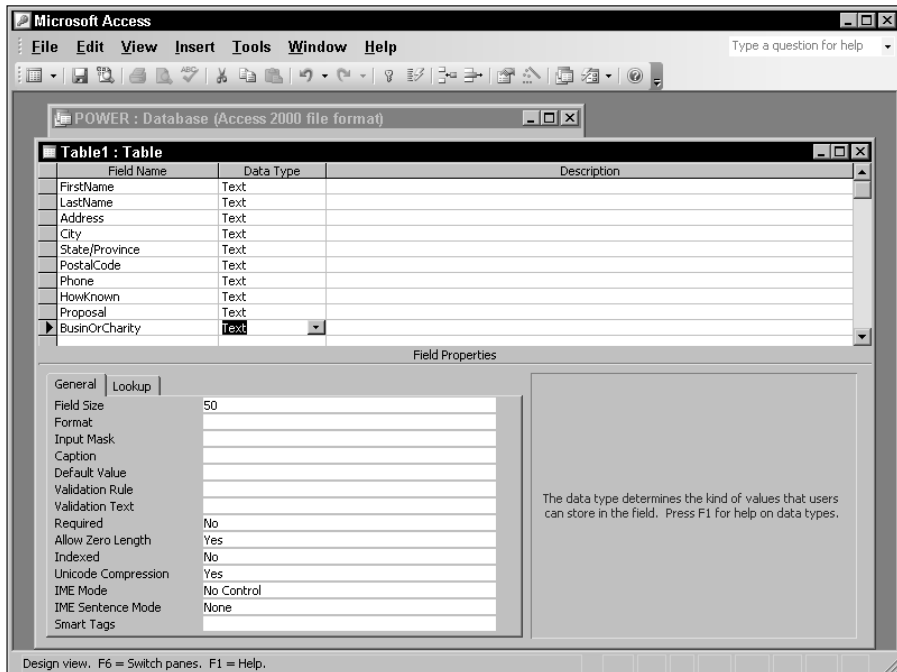 Microsoft Access
File Edit View Insert Tools Window Help Type a question for help
POWER : Database (Access 2000 file format)
Table1 : Table
Field Name Data Type Description
FirstName Text
LastName Text
Address Text
City Text
State/Province Text
PostalCode Text
Phone Text
HowKnown Text
Proposal Text
BusinOrCharity Text
Field Properties
General Lookup
Field Size 50
Format
Input Mask
Caption
Default Value
Validation Rule
Validation Text
Required No
Allow Zero Length Yes
Indexed No
Unicode Compression Yes
IME Mode No Control
IME Sentence Mode None
Smart Tags
The data type determines the kind of values that users
can store in the field. Press F1 for help on data types.
Design view. F6 = Switch panes. F1 = Help.